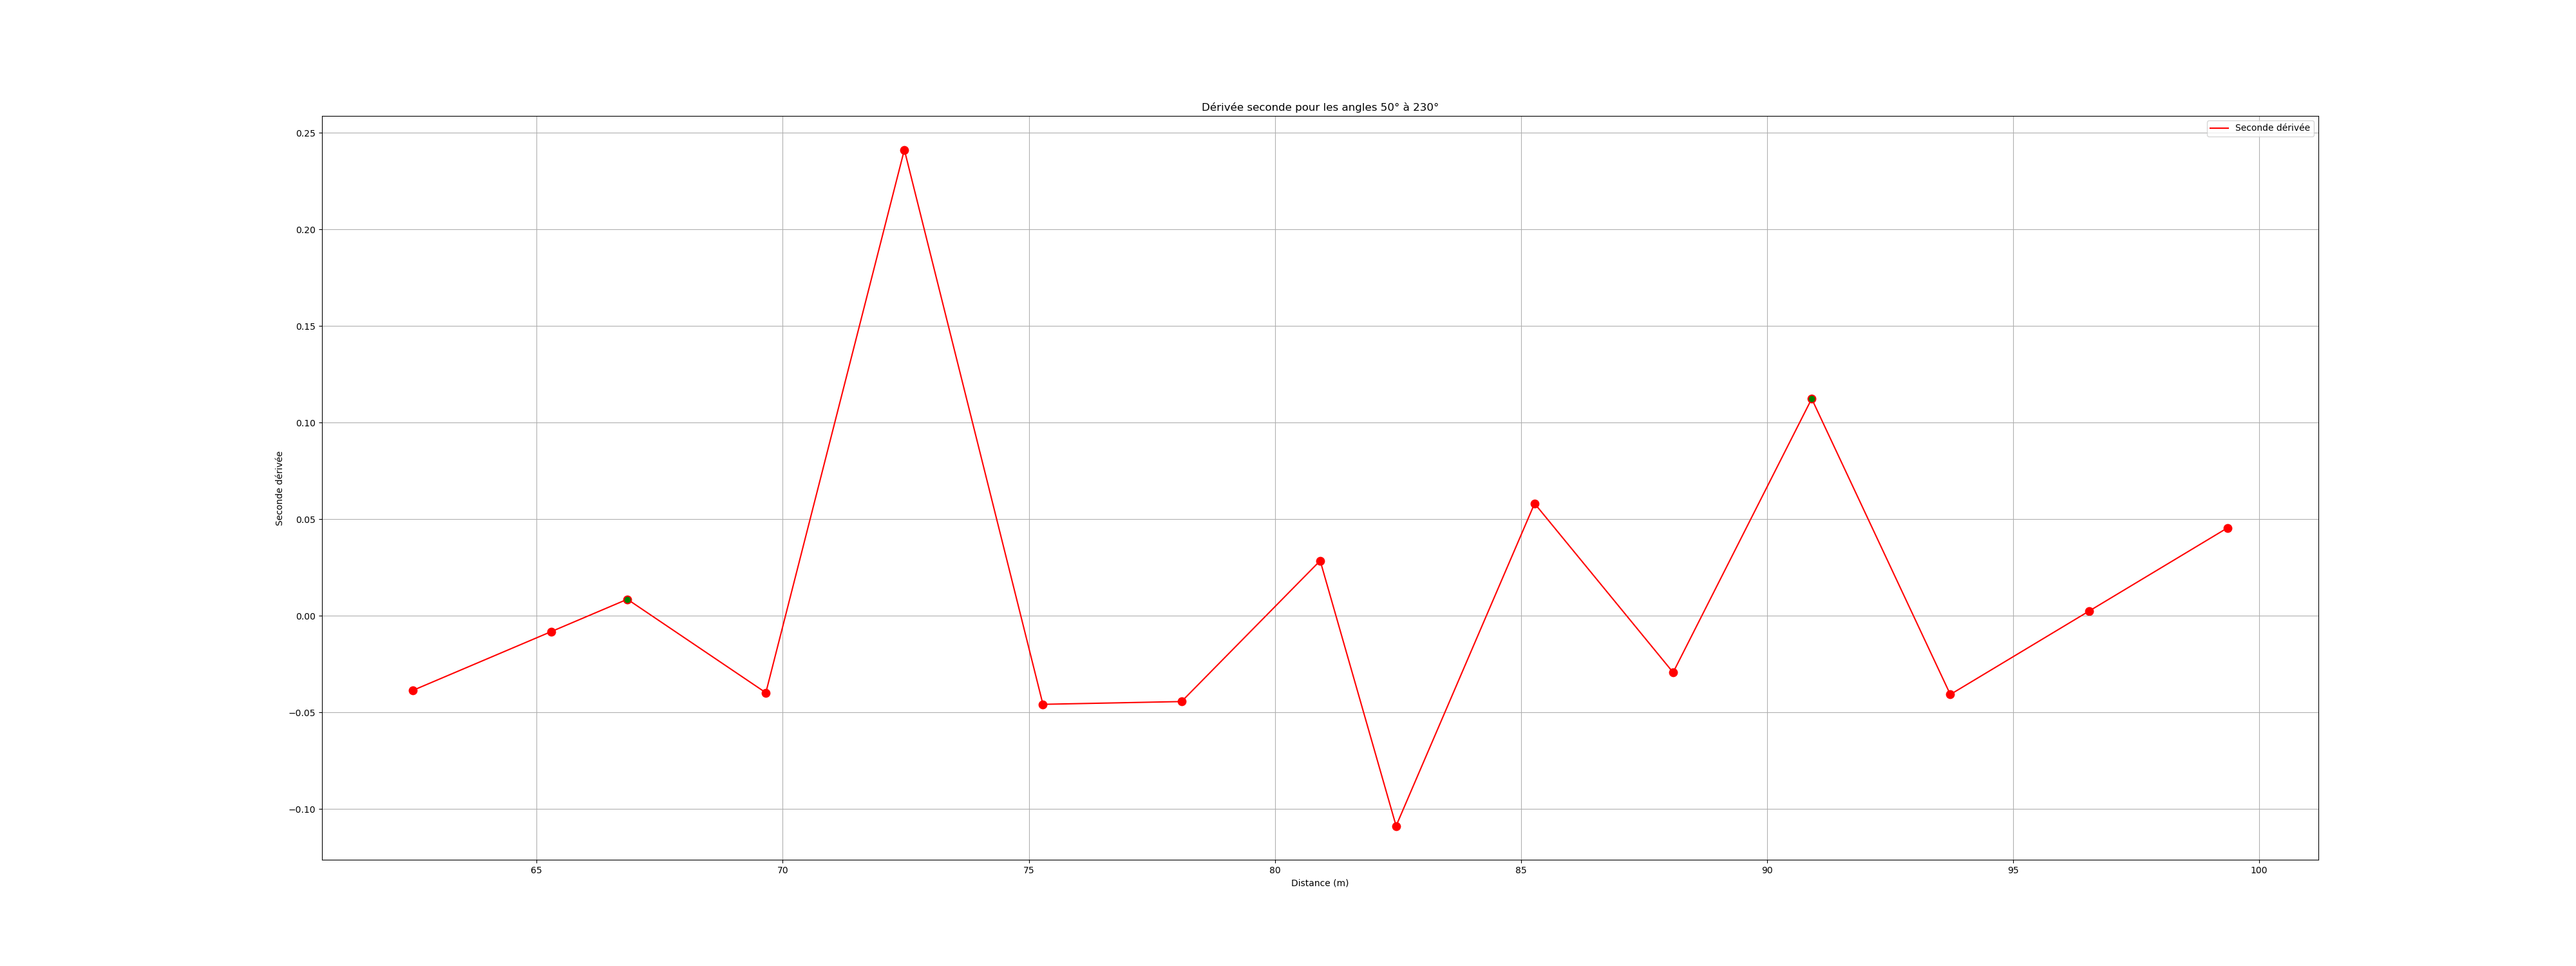 Dérivée seconde pour les angles 50° à 230°
Seconde dérivée
0.25
0.20
0.15
0.10
0.05
0.00
−0.05
−0.10
Seconde dérivée
65 70 75 80 85 90 95 100
Distance (m)